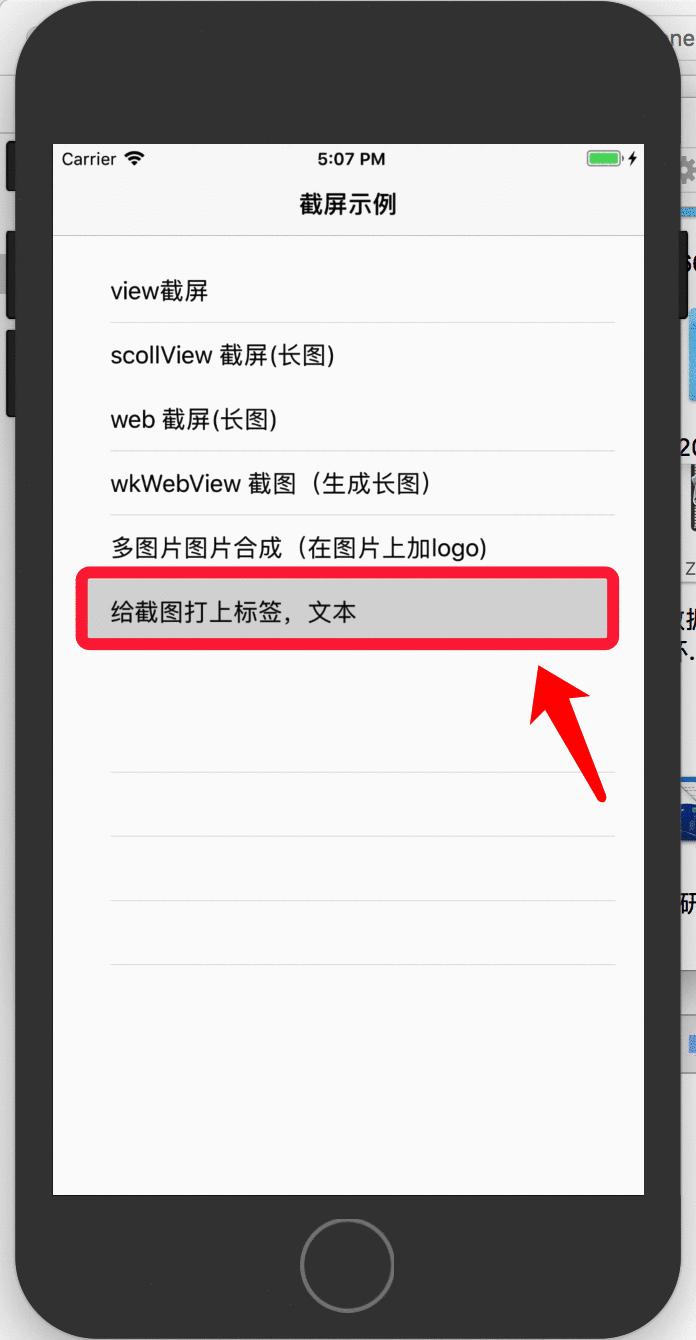 Carrier
5:07 PM
截屏示例
view截屏
scollView 截屏(长图)
web 截屏(长图)
wkWebView 截图（生成长图）
多图片图片合成（在图片上加logo)
给截图打上标签，文本